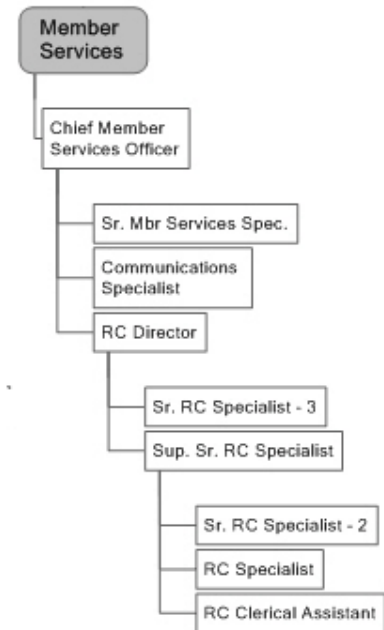 Member
Services
Chief Member
Services Officer
Sr. Mbr Services Spec.
Communications
Specialist
RC Director
Sr. RC Specialist - 3
Sup. Sr. RC Specialist
Sr. RC Specialist - 2
RC Specialist
RC Clerical Assistant